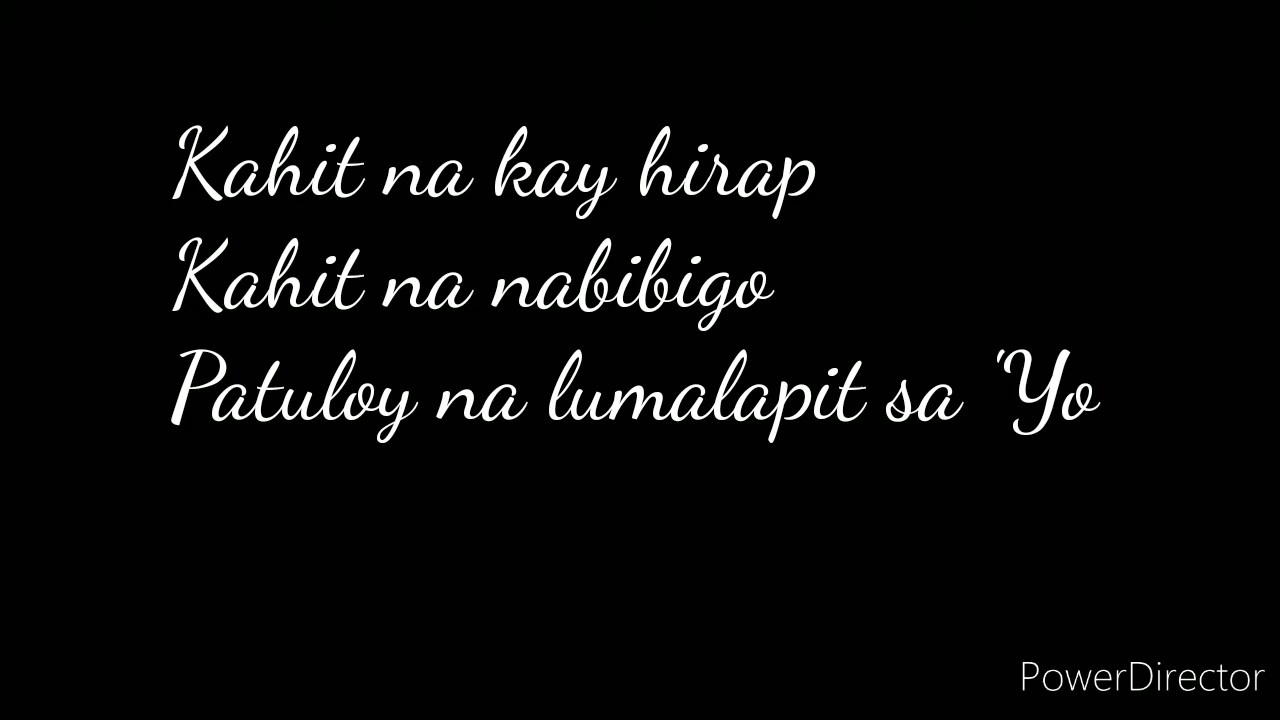 Kahit na kay hirap
Kahit na nabibigo
Patuloy na lumalapit sa 'Yo
PowerDirector